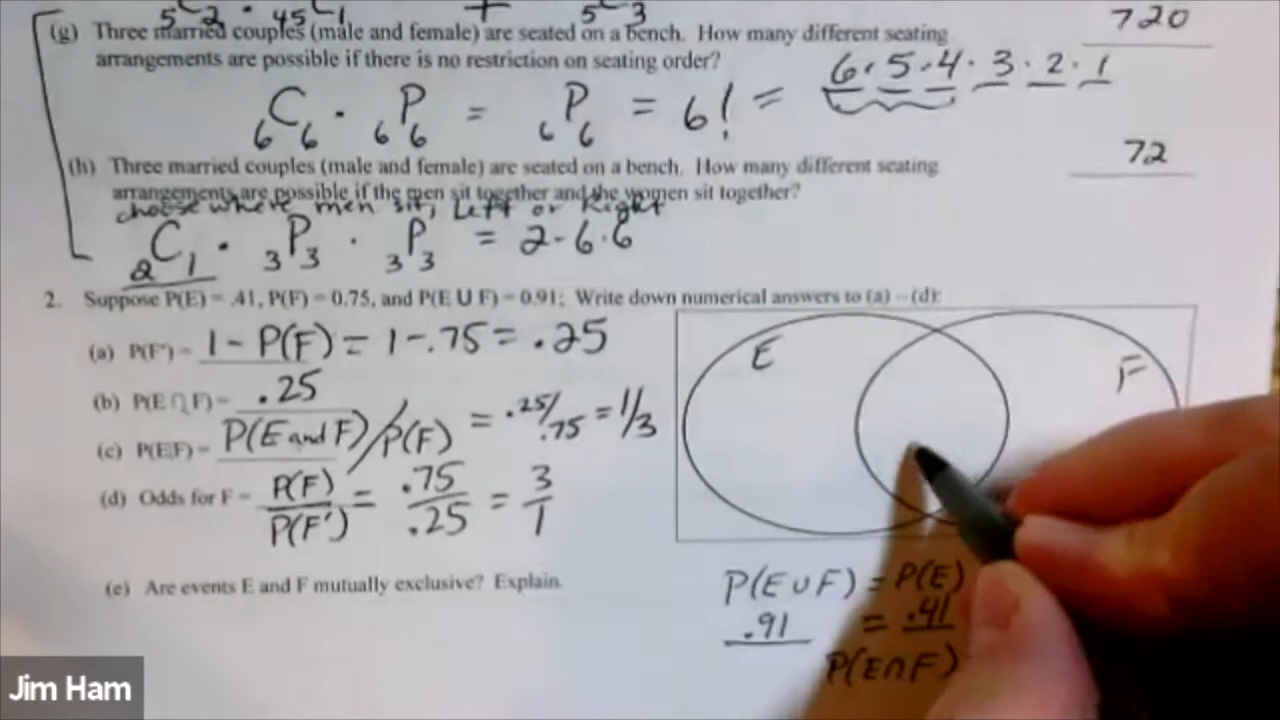 5C2 · 45C1 + 5C3
(g) Three married couples (male and female) are seated on a bench. How many different seating 720
arrangements are possible if there is no restriction on seating order? 6·5·4·3·2·1
6C6 · 6P6 = 6P6 = 6! =
(h) Three married couples (male and female) are seated on a bench. How many different seating 72
arrangements are possible if the men sit together and the women sit together?
choose where men sit, Left or Right
2C1 · 3P3 · 3P3 = 2-6·6
2. Suppose P(E) = .41, P(F) = 0.75, and P(E U F) = 0.91; Write down numerical answers to (a) – (d):
(a) P(F') = 1 - P(F) = 1-.75 = .25
(b) P(E ∩ F) = .25
(c) P(E|F) = P(E and F)/P(F) = .25/.75 = 1/3
(d) Odds for F = P(F)/P(F') = .75/.25 = 3/1
E
F
(e) Are events E and F mutually exclusive? Explain.
P(E∪F) = P(E)
.91 = .41
P(E∩F)
Jim Ham